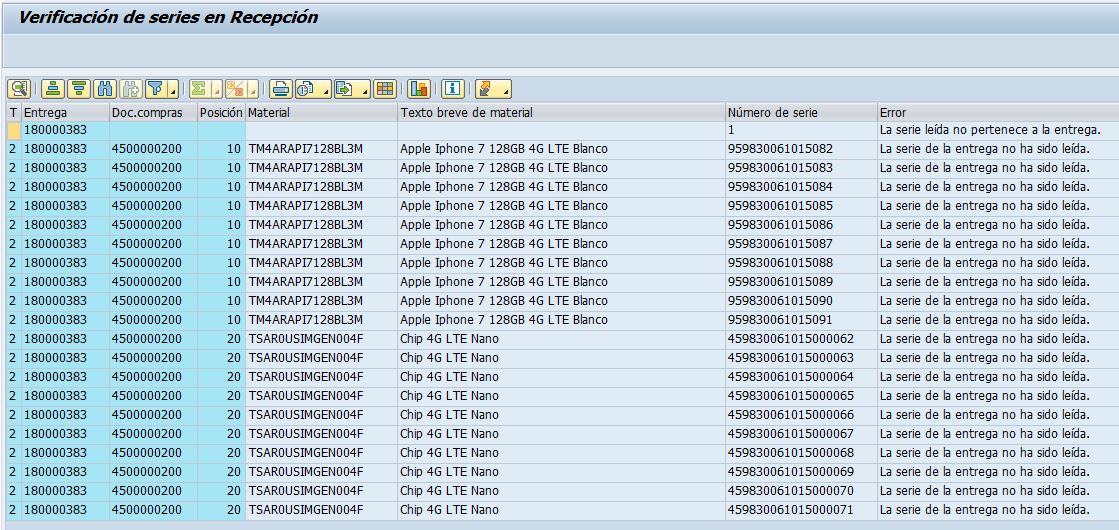 Verificación de series en Recepción
T Entrega Doc.compras Posición Material Texto breve de material Número de serie Error
180000383 1 La serie leída no pertenece a la entrega.
2 180000383 4500000200 10 TM4ARAPI7128BL3M Apple Iphone 7 128GB 4G LTE Blanco 959830061015082 La serie de la entrega no ha sido leída.
2 180000383 4500000200 10 TM4ARAPI7128BL3M Apple Iphone 7 128GB 4G LTE Blanco 959830061015083 La serie de la entrega no ha sido leída.
2 180000383 4500000200 10 TM4ARAPI7128BL3M Apple Iphone 7 128GB 4G LTE Blanco 959830061015084 La serie de la entrega no ha sido leída.
2 180000383 4500000200 10 TM4ARAPI7128BL3M Apple Iphone 7 128GB 4G LTE Blanco 959830061015085 La serie de la entrega no ha sido leída.
2 180000383 4500000200 10 TM4ARAPI7128BL3M Apple Iphone 7 128GB 4G LTE Blanco 959830061015086 La serie de la entrega no ha sido leída.
2 180000383 4500000200 10 TM4ARAPI7128BL3M Apple Iphone 7 128GB 4G LTE Blanco 959830061015087 La serie de la entrega no ha sido leída.
2 180000383 4500000200 10 TM4ARAPI7128BL3M Apple Iphone 7 128GB 4G LTE Blanco 959830061015088 La serie de la entrega no ha sido leída.
2 180000383 4500000200 10 TM4ARAPI7128BL3M Apple Iphone 7 128GB 4G LTE Blanco 959830061015089 La serie de la entrega no ha sido leída.
2 180000383 4500000200 10 TM4ARAPI7128BL3M Apple Iphone 7 128GB 4G LTE Blanco 959830061015090 La serie de la entrega no ha sido leída.
2 180000383 4500000200 10 TM4ARAPI7128BL3M Apple Iphone 7 128GB 4G LTE Blanco 959830061015091 La serie de la entrega no ha sido leída.
2 180000383 4500000200 20 TSAR0USIMGEN004F Chip 4G LTE Nano 459830061015000062 La serie de la entrega no ha sido leída.
2 180000383 4500000200 20 TSAR0USIMGEN004F Chip 4G LTE Nano 459830061015000063 La serie de la entrega no ha sido leída.
2 180000383 4500000200 20 TSAR0USIMGEN004F Chip 4G LTE Nano 459830061015000064 La serie de la entrega no ha sido leída.
2 180000383 4500000200 20 TSAR0USIMGEN004F Chip 4G LTE Nano 459830061015000065 La serie de la entrega no ha sido leída.
2 180000383 4500000200 20 TSAR0USIMGEN004F Chip 4G LTE Nano 459830061015000066 La serie de la entrega no ha sido leída.
2 180000383 4500000200 20 TSAR0USIMGEN004F Chip 4G LTE Nano 459830061015000067 La serie de la entrega no ha sido leída.
2 180000383 4500000200 20 TSAR0USIMGEN004F Chip 4G LTE Nano 459830061015000068 La serie de la entrega no ha sido leída.
2 180000383 4500000200 20 TSAR0USIMGEN004F Chip 4G LTE Nano 459830061015000069 La serie de la entrega no ha sido leída.
2 180000383 4500000200 20 TSAR0USIMGEN004F Chip 4G LTE Nano 459830061015000070 La serie de la entrega no ha sido leída.
2 180000383 4500000200 20 TSAR0USIMGEN004F Chip 4G LTE Nano 459830061015000071 La serie de la entrega no ha sido leída.